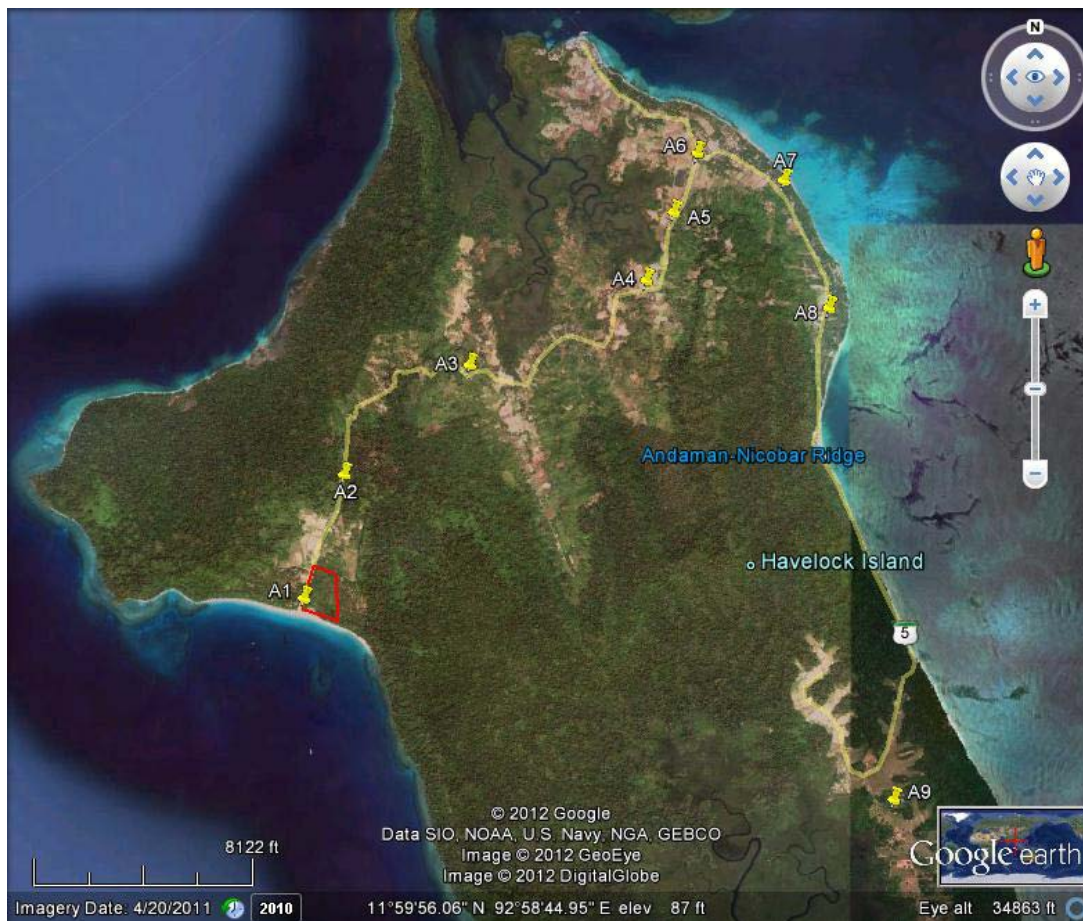 N
A6
A7
A5
A4
A8
A3
Andaman-Nicobar Ridge
A2
Havelock Island
A1
5
A9
© 2012 Google
Data SIO, NOAA, U.S. Navy, NGA, GEBCO
Image © 2012 GeoEye
Image © 2012 DigitalGlobe
8122 ft
Google earth
Imagery Date: 4/20/2011 2010 11°59'56.06" N 92°58'44.95" E elev 87 ft Eye alt 34863 ft